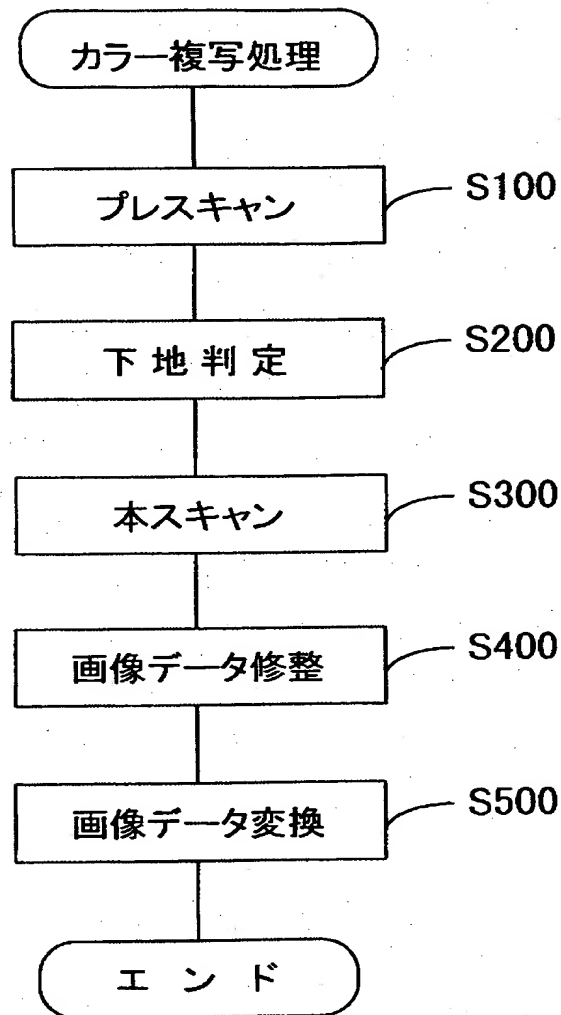 カラー複写処理
プレスキャン S100
下地判定 S200
本スキャン S300
画像データ修整 S400
画像データ変換 S500
エンド